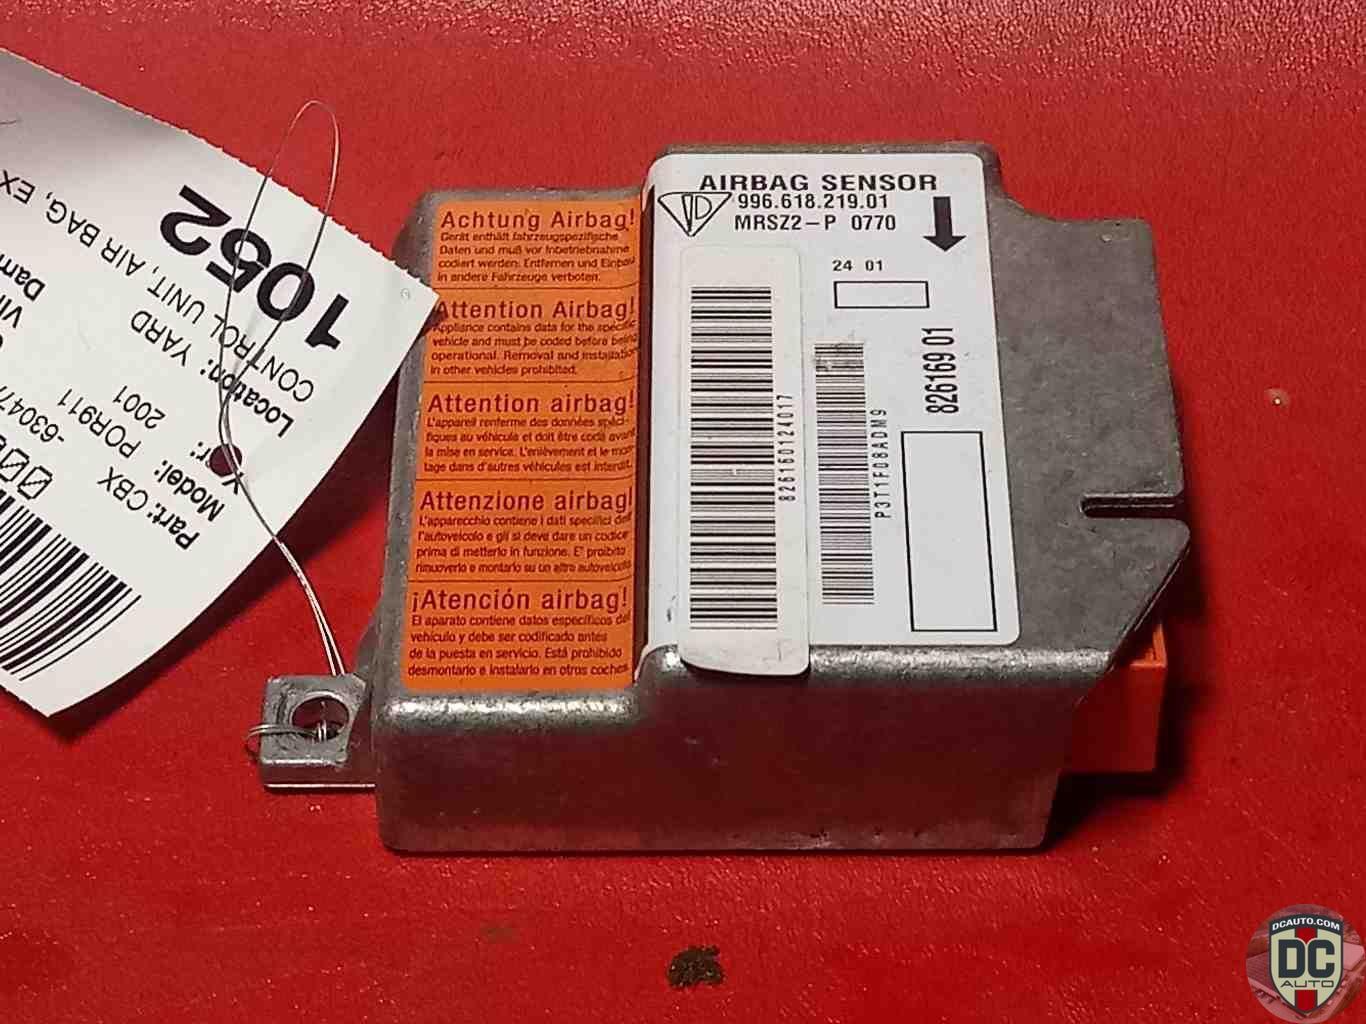 AIRBAG SENSOR
996.618.219.01
MRSZ2-P 0770
24 01
826169 01
826160124017
P3T1F08ADM9
Achtung Airbag!
Gerät enthält fahrzeugspezifische
Daten und muß vor Inbetriebnahme
codiert werden. Entfernen und Einbau
in andere Fahrzeuge verboten.
Attention Airbag!
Appliance contains data for the specific
vehicle and must be coded before being
operational. Removal and installation
in other vehicles prohibited.
Attention airbag!
L'appareil renferme des données spéci-
fiques au véhicule et doit être codé avant
la mise en service. L'enlèvement et le mon-
tage dans d'autres véhicules est interdit.
Attenzione airbag!
L'apparecchio contiene i dati specifici dell'
l'autoveicolo e gli si deve dare un codice
prima di metterlo in funzione. E' proibito
rimuoverlo e montarlo su un altro autoveicolo.
¡Atención airbag!
El aparato contiene datos específicos del
vehículo y debe ser codificado antes
de la puesta en servicio. Está prohibido
desmontarlo e instalarlo en otros coches.
Part: CBX -63047
Model: POR911
Year: 2001
Location: YARD
CONTROL UNIT, AIR BAG, EX
1052
DCAUTO.COM
DC
AUTO